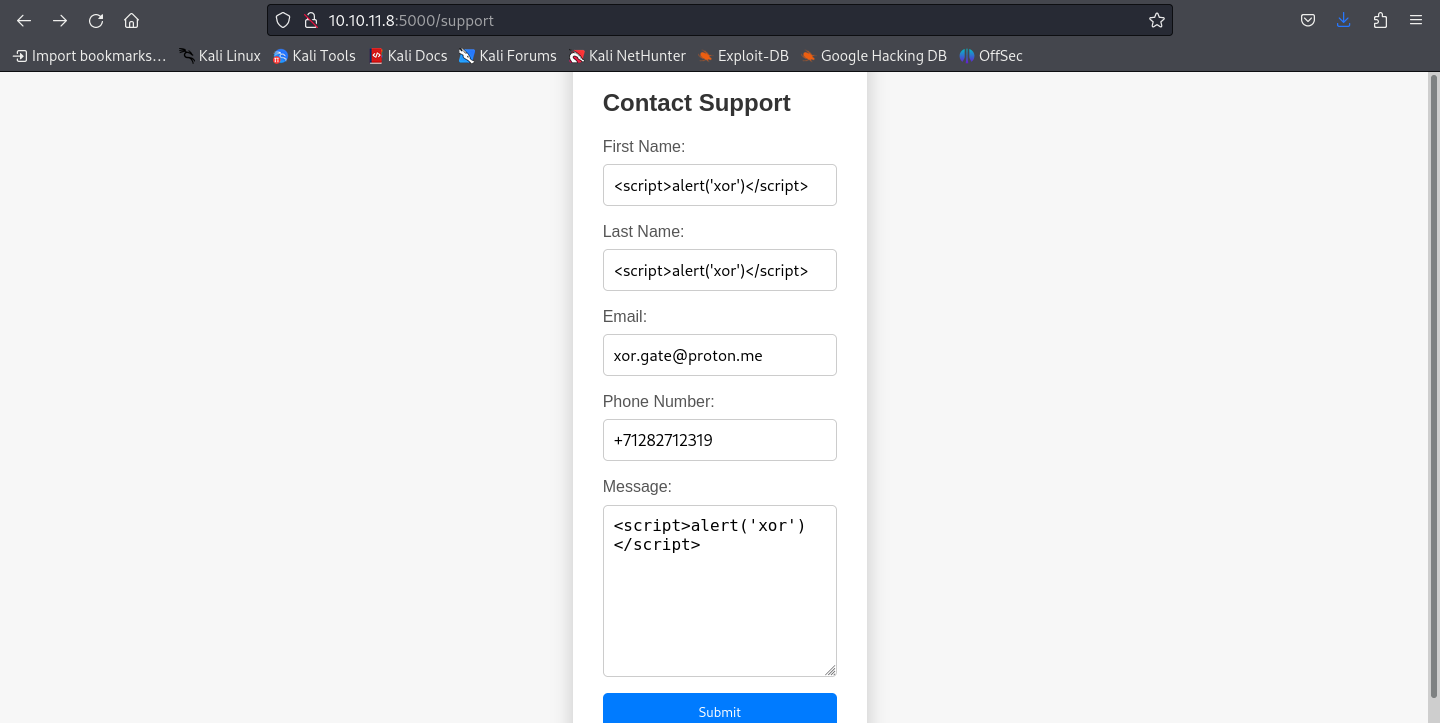 10.10.11.8:5000/support
Import bookmarks... Kali Linux Kali Tools Kali Docs Kali Forums Kali NetHunter Exploit-DB Google Hacking DB OffSec
Contact Support
First Name:
<script>alert('xor')</script>
Last Name:
<script>alert('xor')</script>
Email:
xor.gate@proton.me
Phone Number:
+71282712319
Message:
<script>alert('xor')
</script>
Submit